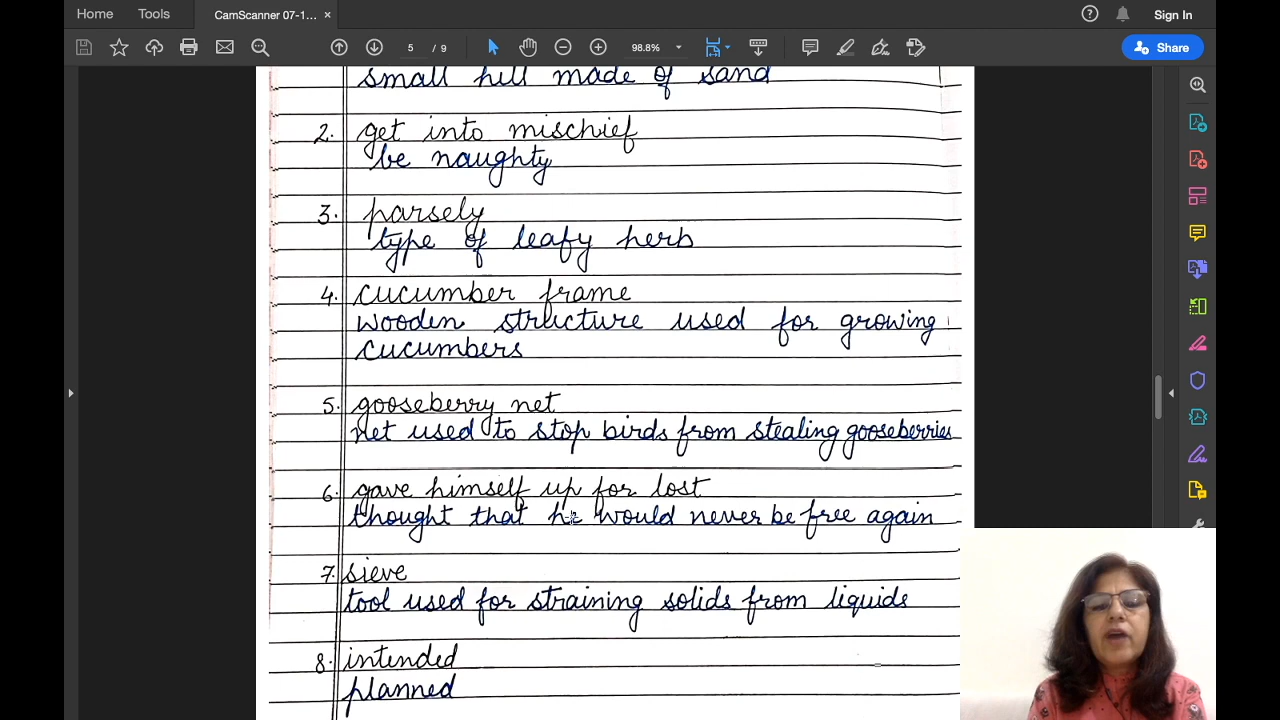 Home Tools CamScanner 07-1... × Sign In
5 / 9 98.8% Share
small hill made of sand
2. get into mischief
be naughty
3. parsely
type of leafy herb
4. cucumber frame
wooden structure used for growing
cucumbers
5. gooseberry net
net used to stop birds from stealing gooseberries
6. gave himself up for lost
thought that he would never be free again
7. sieve
tool used for straining solids from liquids
8. intended
planned